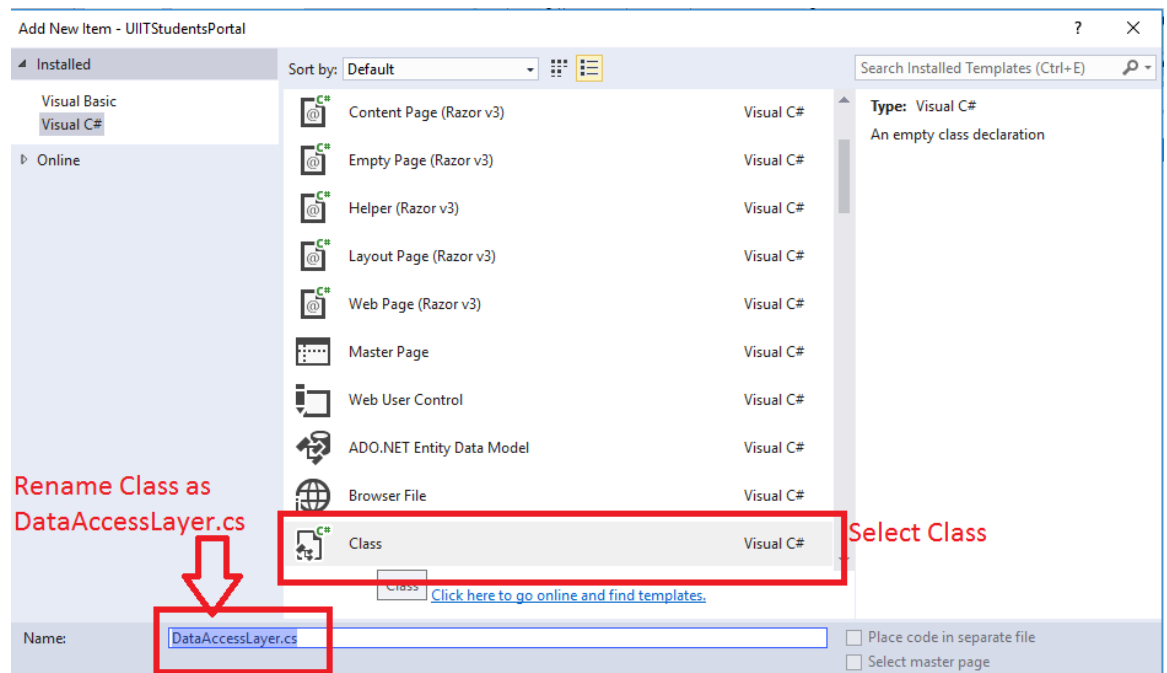 Add New Item - UIITStudentsPortal
? ×
Installed
Sort by: Default
Search Installed Templates (Ctrl+E)
Visual Basic
Visual C#
Online
Content Page (Razor v3) Visual C#
Empty Page (Razor v3) Visual C#
Helper (Razor v3) Visual C#
Layout Page (Razor v3) Visual C#
Web Page (Razor v3) Visual C#
Master Page Visual C#
Web User Control Visual C#
ADO.NET Entity Data Model Visual C#
Browser File Visual C#
Class Visual C#
Class
Click here to go online and find templates.
Type: Visual C#
An empty class declaration
Rename Class as
DataAccessLayer.cs
Select Class
Name: DataAccessLayer.cs
Place code in separate file
Select master page